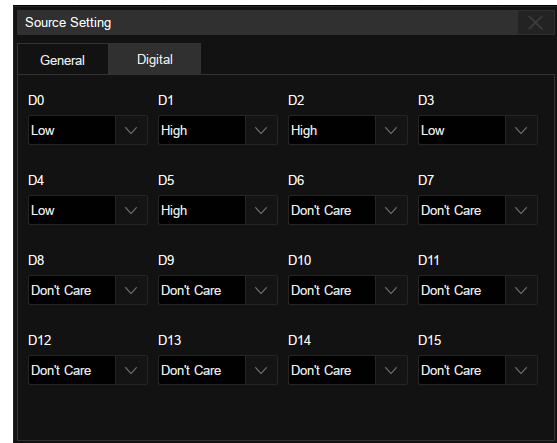 Source Setting
General Digital
D0 D1 D2 D3
Low High High Low
D4 D5 D6 D7
Low High Don't Care Don't Care
D8 D9 D10 D11
Don't Care Don't Care Don't Care Don't Care
D12 D13 D14 D15
Don't Care Don't Care Don't Care Don't Care